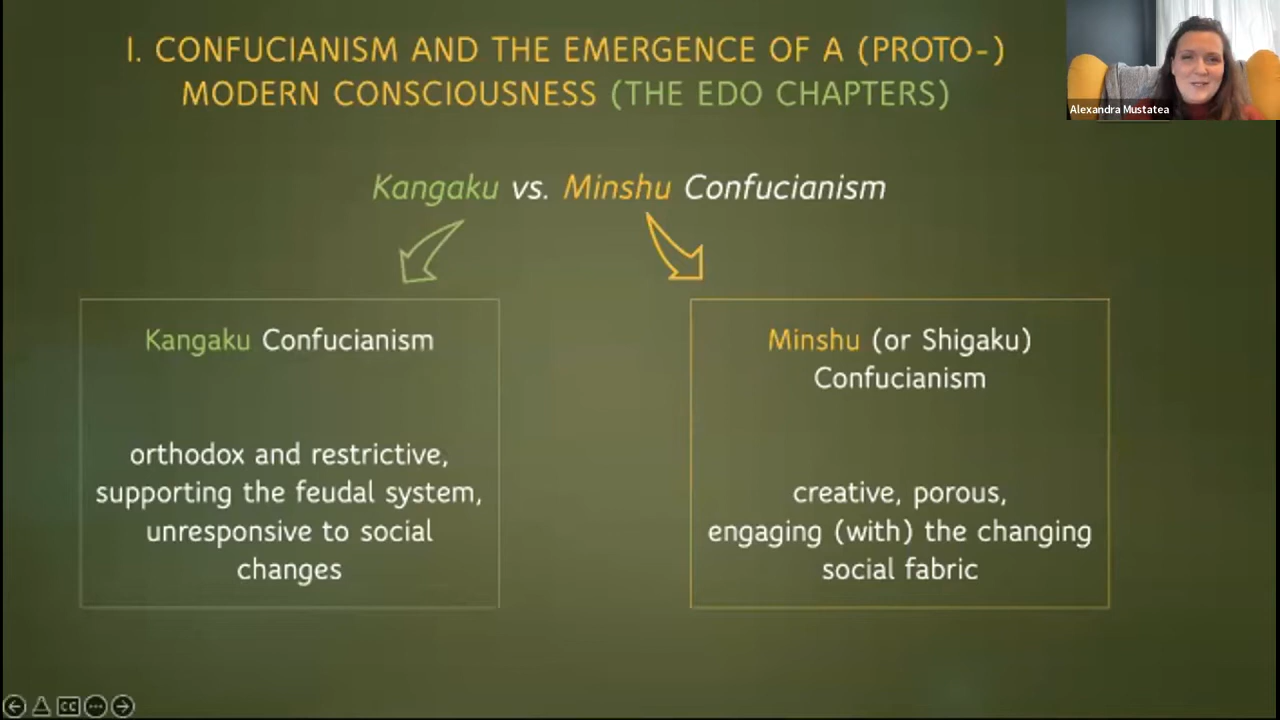 I. CONFUCIANISM AND THE EMERGENCE OF A (PROTO-)
MODERN CONSCIOUSNESS (THE EDO CHAPTERS)
Alexandra Mustatea
Kangaku vs. Minshu Confucianism
Kangaku Confucianism
orthodox and restrictive,
supporting the feudal system,
unresponsive to social
changes
Minshu (or Shigaku)
Confucianism
creative, porous,
engaging (with) the changing
social fabric
CC